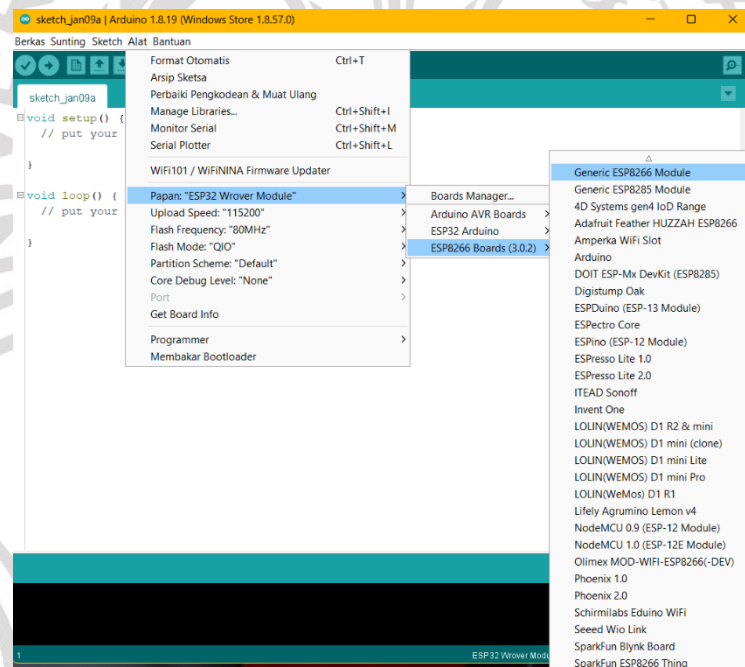 sketch_jan09a | Arduino 1.8.19 (Windows Store 1.8.57.0)
Berkas Sunting Sketch Alat Bantuan
sketch_jan09a
void setup() {
// put your
}
void loop() {
// put your
}
Format Otomatis Ctrl+T
Arsip Sketsa
Perbaiki Pengkodean & Muat Ulang
Manage Libraries... Ctrl+Shift+I
Monitor Serial Ctrl+Shift+M
Serial Plotter Ctrl+Shift+L
WiFi101 / WiFiNINA Firmware Updater
Papan: "ESP32 Wrover Module"
Upload Speed: "115200"
Flash Frequency: "80MHz"
Flash Mode: "QIO"
Partition Scheme: "Default"
Core Debug Level: "None"
Port
Get Board Info
Programmer
Membakar Bootloader
Boards Manager...
Arduino AVR Boards
ESP32 Arduino
ESP8266 Boards (3.0.2)
Generic ESP8266 Module
Generic ESP8285 Module
4D Systems gen4 IoD Range
Adafruit Feather HUZZAH ESP8266
Amperka WiFi Slot
Arduino
DOIT ESP-Mx DevKit (ESP8285)
Digistump Oak
ESPDuino (ESP-13 Module)
ESPectro Core
ESPino (ESP-12 Module)
ESPresso Lite 1.0
ESPresso Lite 2.0
ITEAD Sonoff
Invent One
LOLIN(WEMOS) D1 R2 & mini
LOLIN(WEMOS) D1 mini (clone)
LOLIN(WEMOS) D1 mini Lite
LOLIN(WEMOS) D1 mini Pro
LOLIN(WeMos) D1 R1
Lifely Agrumino Lemon v4
NodeMCU 0.9 (ESP-12 Module)
NodeMCU 1.0 (ESP-12E Module)
Olimex MOD-WIFI-ESP8266(-DEV)
Phoenix 1.0
Phoenix 2.0
Schirmilabs Eduino WiFi
Seeed Wio Link
SparkFun Blynk Board
SparkFun ESP8266 Thing
1 ESP32 Wrover Modu